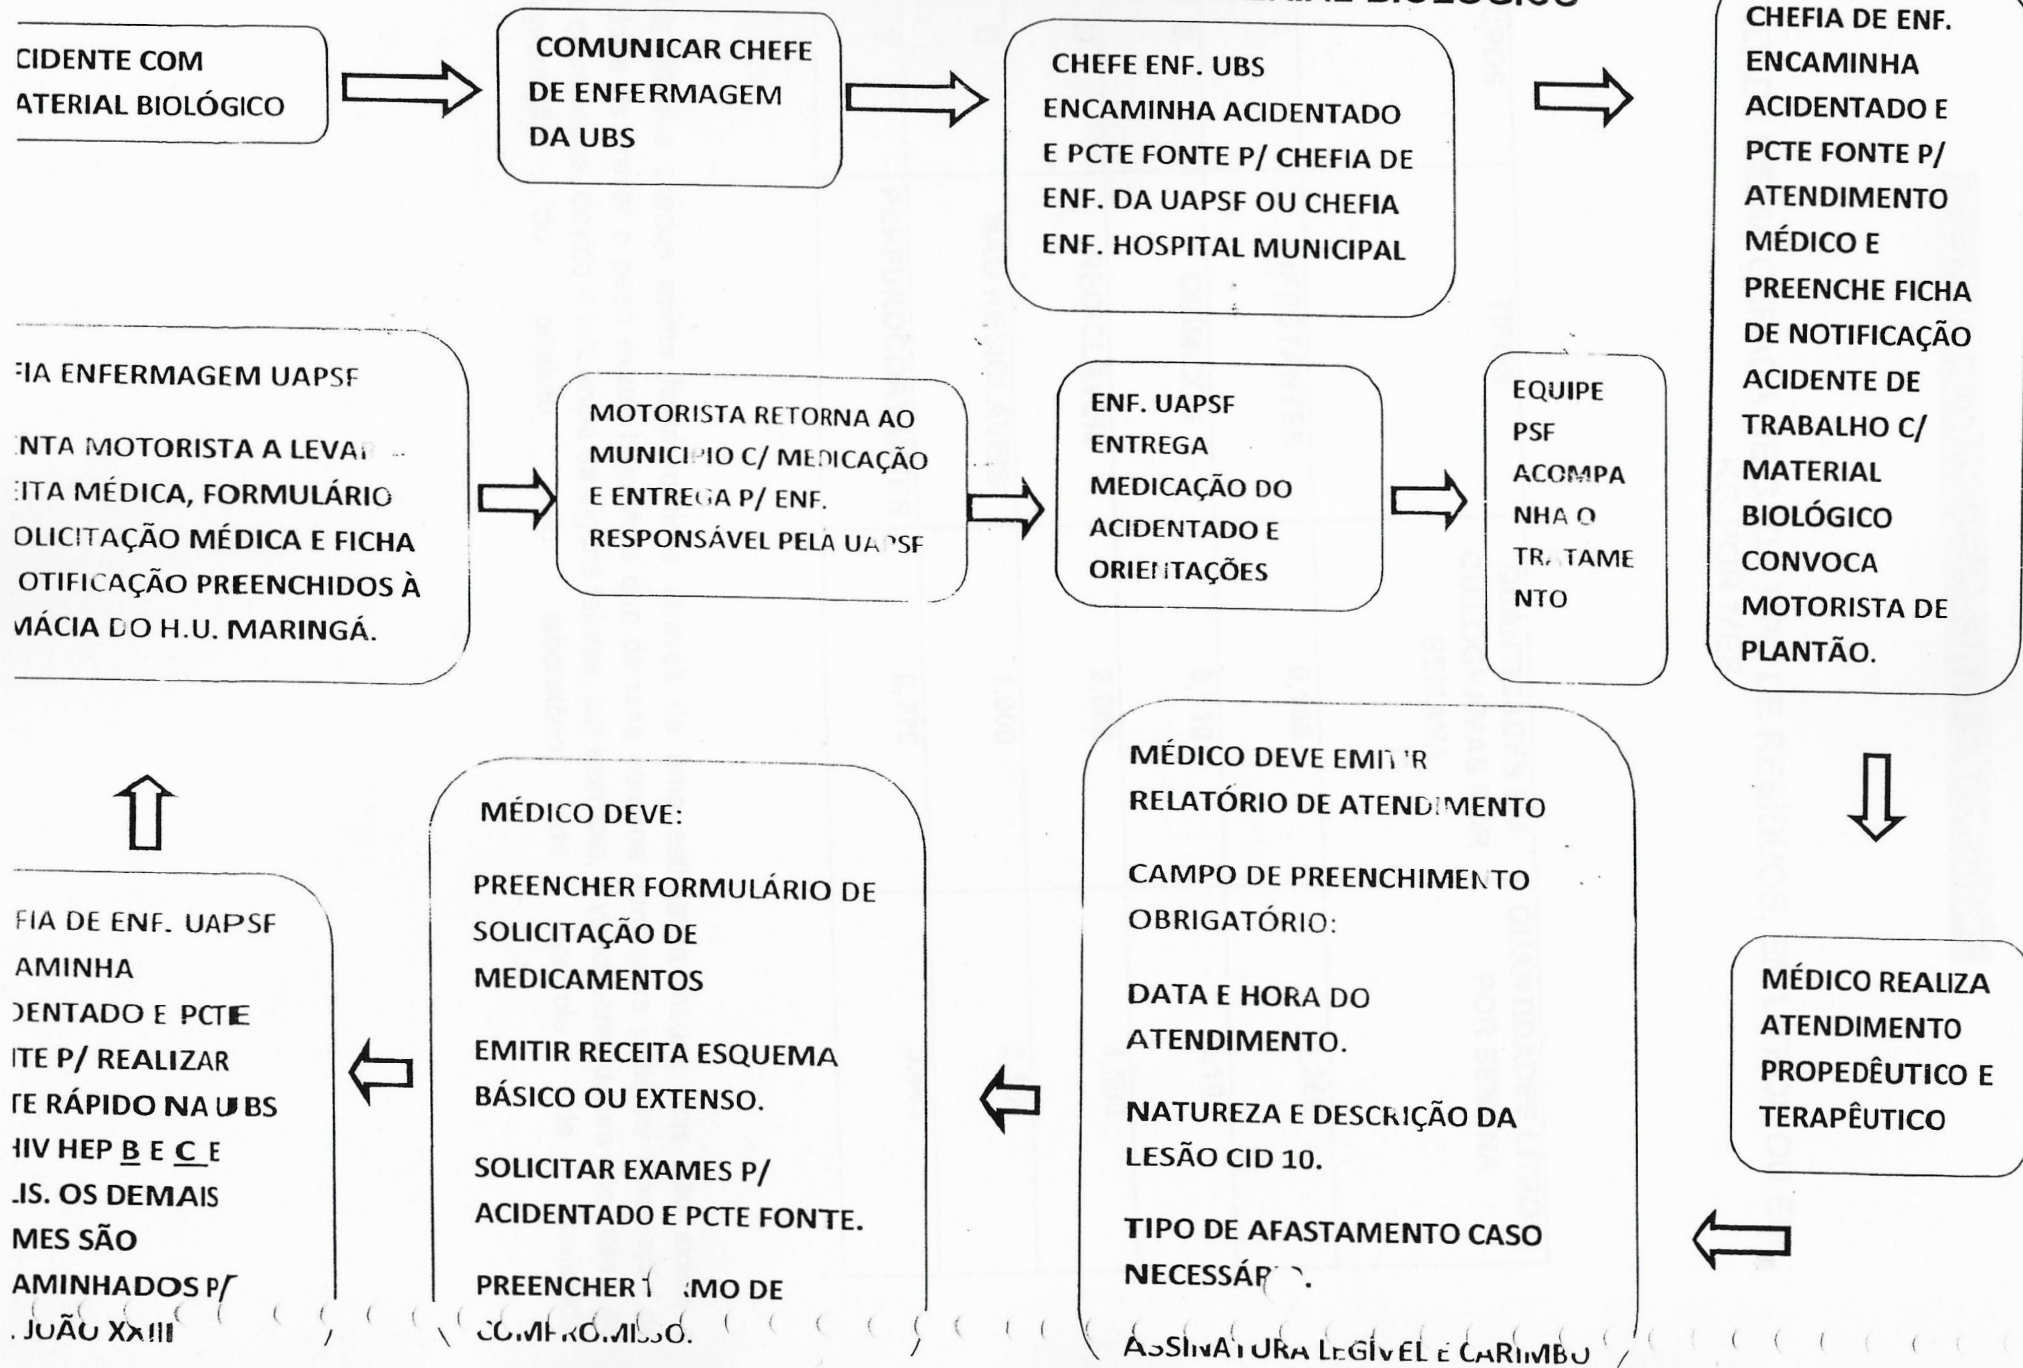 CIDENTE COM
ATERIAL BIOLÓGICO
COMUNICAR CHEFE
DE ENFERMAGEM
DA UBS
CHEFE ENF. UBS
ENCAMINHA ACIDENTADO
E PCTE FONTE P/ CHEFIA DE
ENF. DA UAPSF OU CHEFIA
ENF. HOSPITAL MUNICIPAL
CHEFIA DE ENF.
ENCAMINHA
ACIDENTADO E
PCTE FONTE P/
ATENDIMENTO
MÉDICO E
PREENCHE FICHA
DE NOTIFICAÇÃO
ACIDENTE DE
TRABALHO C/
MATERIAL
BIOLÓGICO
CONVOCA
MOTORISTA DE
PLANTÃO.
MÉDICO REALIZA
ATENDIMENTO
PROPEDÊUTICO E
TERAPÊUTICO
MÉDICO DEVE EMITIR
RELATÓRIO DE ATENDIMENTO
CAMPO DE PREENCHIMENTO
OBRIGATÓRIO:
DATA E HORA DO
ATENDIMENTO.
NATUREZA E DESCRIÇÃO DA
LESÃO CID 10.
TIPO DE AFASTAMENTO CASO
NECESSÁRIO.
ASSINATURA LEGÍVEL E CARIMBO
MÉDICO DEVE:
PREENCHER FORMULÁRIO DE
SOLICITAÇÃO DE
MEDICAMENTOS
EMITIR RECEITA ESQUEMA
BÁSICO OU EXTENSO.
SOLICITAR EXAMES P/
ACIDENTADO E PCTE FONTE.
PREENCHER TERMO DE
COMPROMISSO.
FIA DE ENF. UAPSF
AMINHA
DENTADO E PCTE
TE P/ REALIZAR
TE RÁPIDO NA UBS
HIV HEP B E C E
LIS. OS DEMAIS
MES SÃO
AMINHADOS P/
. JOÃO XXIII
FIA ENFERMAGEM UAPSF
NTA MOTORISTA A LEVAR
ITA MÉDICA, FORMULÁRIO
OLICITAÇÃO MÉDICA E FICHA
OTIFICAÇÃO PREENCHIDOS À
MÁCIA DO H.U. MARINGÁ.
MOTORISTA RETORNA AO
MUNICIPIO C/ MEDICAÇÃO
E ENTREGA P/ ENF.
RESPONSÁVEL PELA UAPSF
ENF. UAPSF
ENTREGA
MEDICAÇÃO DO
ACIDENTADO E
ORIENTAÇÕES
EQUIPE
PSF
ACOMPA
NHA O
TRATAME
NTO